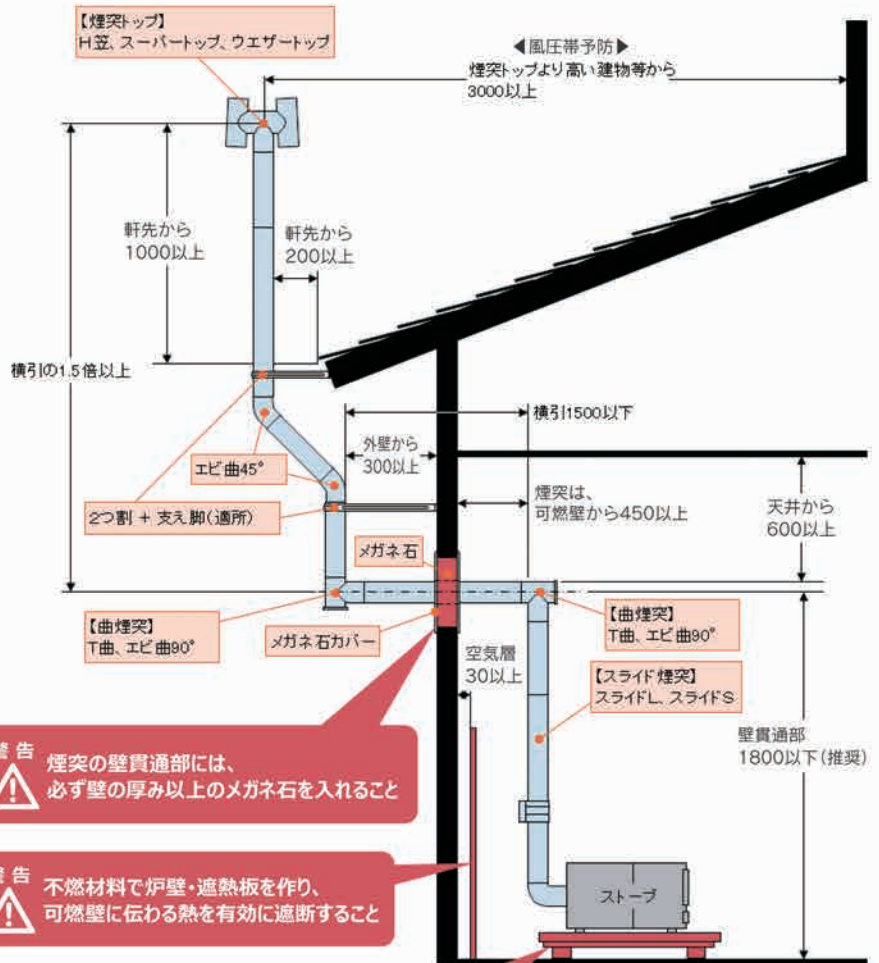 【煙突トップ】
H笠、スーパートップ、ウエザートップ
◀風圧帯予防▶
煙突トップより高い建物等から
3000以上
軒先から
1000以上
軒先から
200以上
横引の1.5倍以上
横引1500以下
外壁から
300以上
エビ曲45°
2つ割 + 支え脚(適所)
煙突は、
可燃壁から450以上
天井から
600以上
メガネ石
【曲煙突】
T曲、エビ曲90°
メガネ石カバー
【曲煙突】
T曲、エビ曲90°
空気層
30以上
【スライド煙突】
スライドL、スライドS
壁貫通部
1800以下(推奨)
警告
煙突の壁貫通部には、
必ず壁の厚み以上のメガネ石を入れること
警告
不燃材料で炉壁・遮熱板を作り、
可燃壁に伝わる熱を有効に遮断すること
ストーブ